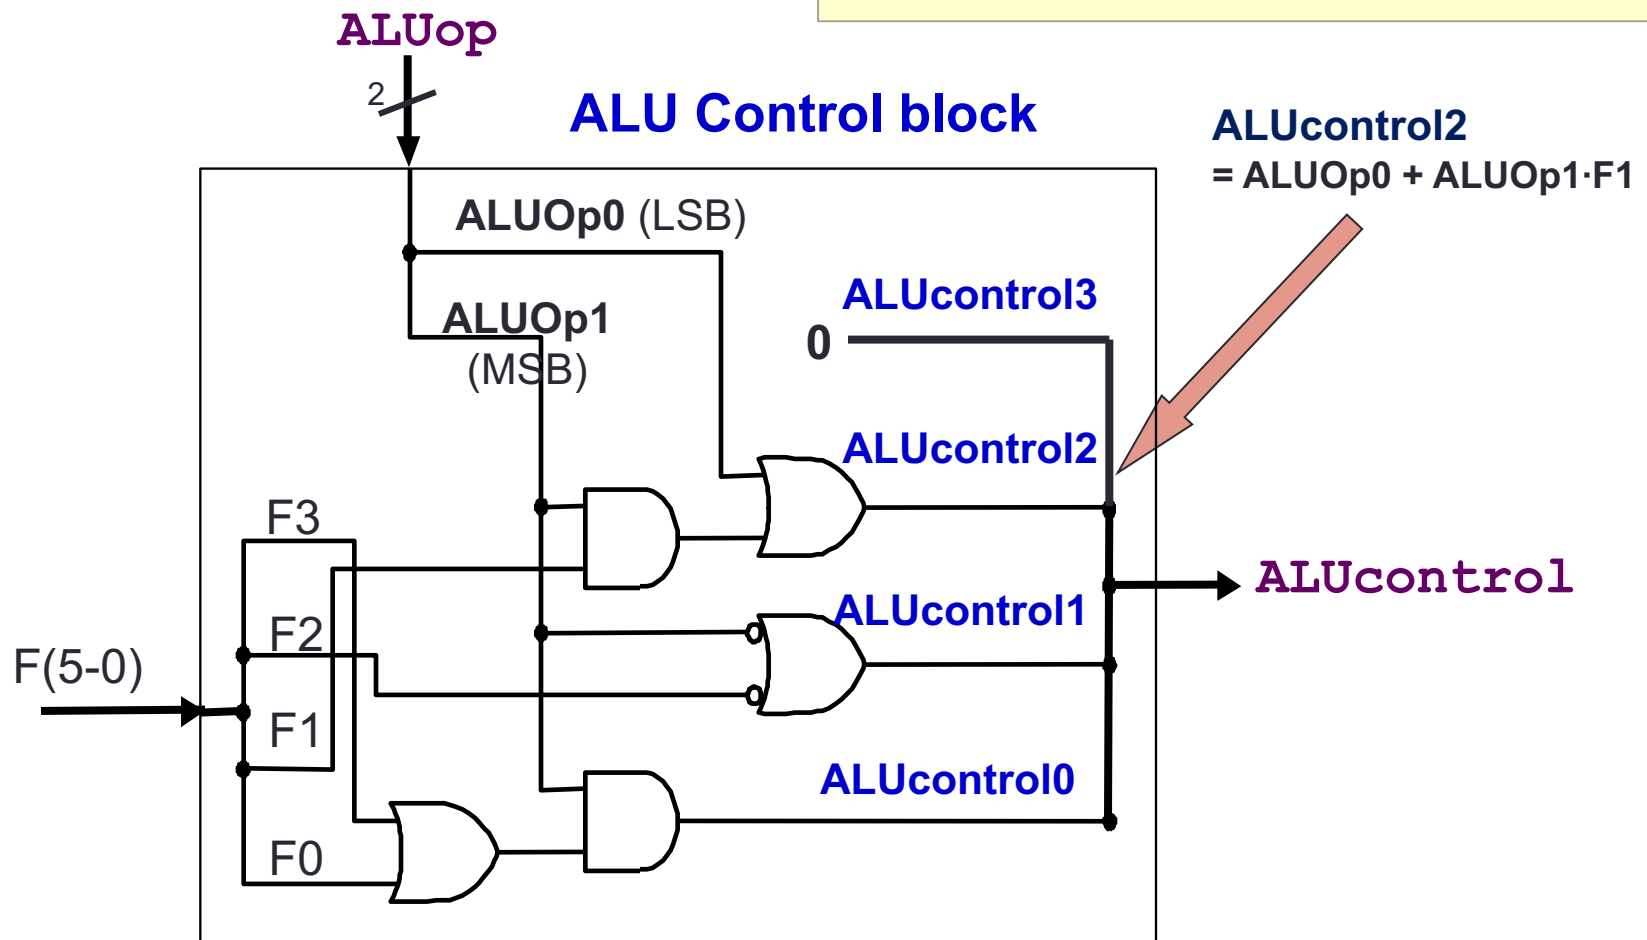 ALUop
2
ALU Control block
ALUcontrol2
= ALUOp0 + ALUOp1·F1
ALUOp0 (LSB)
ALUcontrol3
ALUOp1
0
(MSB)
ALUcontrol2
F3
ALUcontrol
ALUcontrol1
F2
F(5-0)
F1
ALUcontrol0
F0